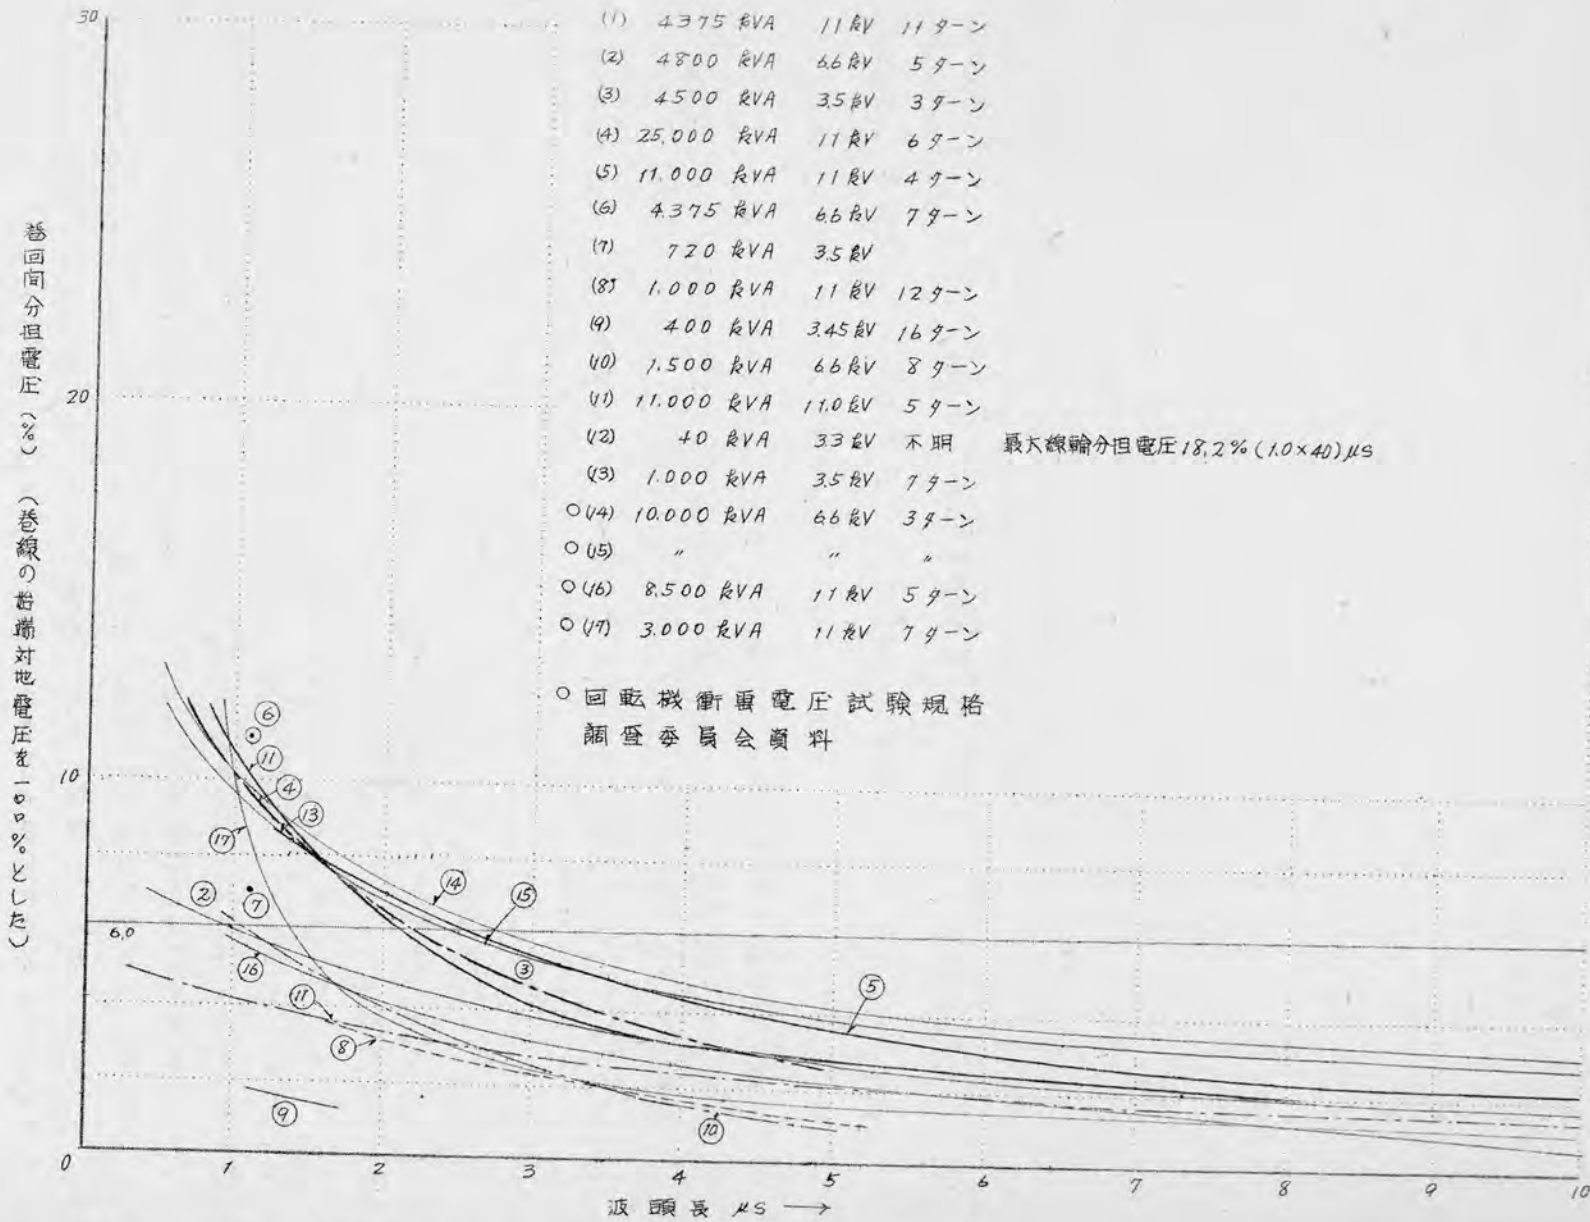 30
(1) 4375 kVA 11 kV 11 ターン
(2) 4800 kVA 6.6 kV 5 ターン
(3) 4500 kVA 3.5 kV 3 ターン
(4) 25,000 kVA 11 kV 6 ターン
(5) 11.000 kVA 11 kV 4 ターン
(6) 4.375 kVA 6.6 kV 7 ターン
(7) 720 kVA 3.5 kV
(8) 1.000 kVA 11 kV 12 ターン
(9) 400 kVA 3.45 kV 16 ターン
(10) 1.500 kVA 6.6 kV 8 ターン
(11) 11.000 kVA 11.0 kV 5 ターン
(12) 40 kVA 3.3 kV 不明 最大線輪分担電圧 18,2% (1.0×40) μs
(13) 1.000 kVA 3.5 kV 7 ターン
○(14) 10.000 kVA 6.6 kV 3 ターン
○(15) 〃 〃 〃
○(16) 8.500 kVA 11 kV 5 ターン
○(17) 3.000 kVA 11 kV 7 ターン
○回転機衝撃電圧試験規格
調査委員会資料
巻回間分担電圧(%)(巻線の始端対地電圧を一〇〇%とした)
20
10
6.0
0
⑥
⑪
④
⑬
⑰
⑭
②
⑦
⑮
⑯
③
⑪
⑤
⑧
⑨
⑩
1 2 3 4 5 6 7 8 9 10
波頭長 μs →